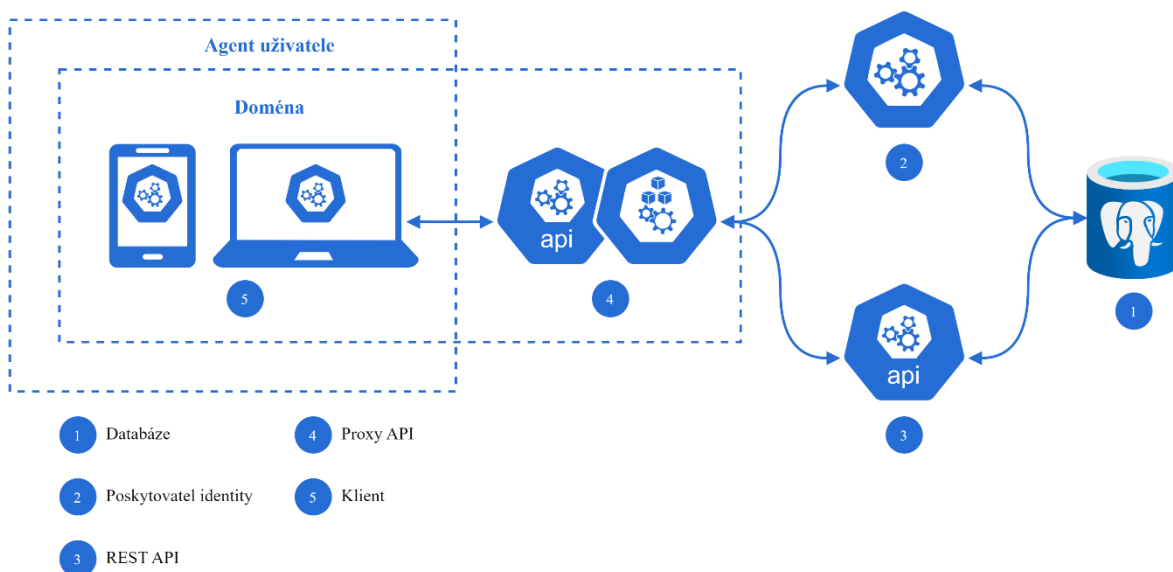 Agent uživatele
Doména
api
api
5
4
2
3
1
1 Databáze
4 Proxy API
2 Poskytovatel identity
5 Klient
3 REST API